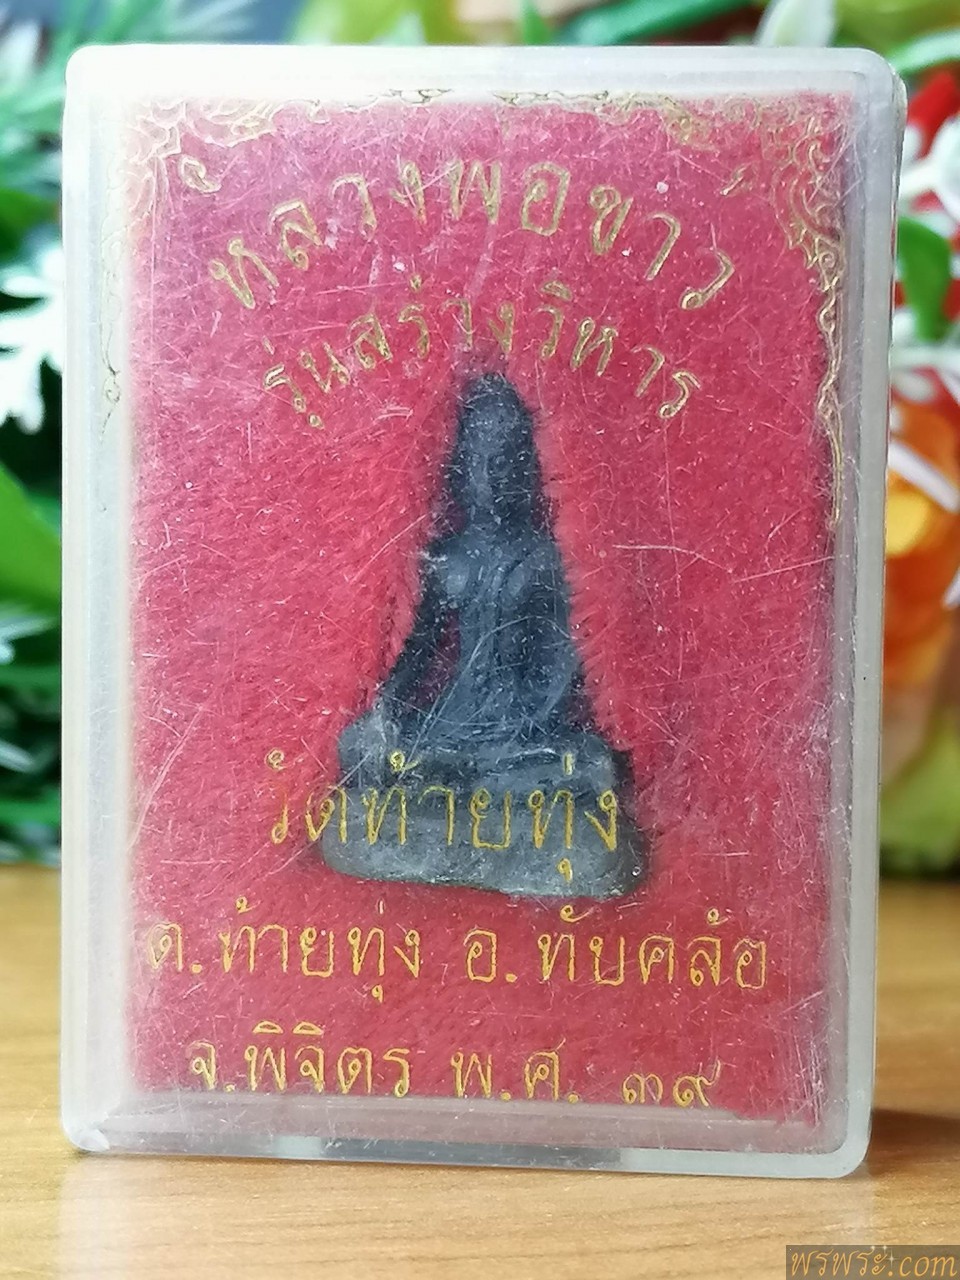 หลวงพ่อขาว
รุ่นสร้างวิหาร
วัดท้ายทุ่ง
ต.ท้ายทุ่ง อ.ทับคล้อ
จ.พิจิตร พ.ศ. ๓๙
พรพระ.com